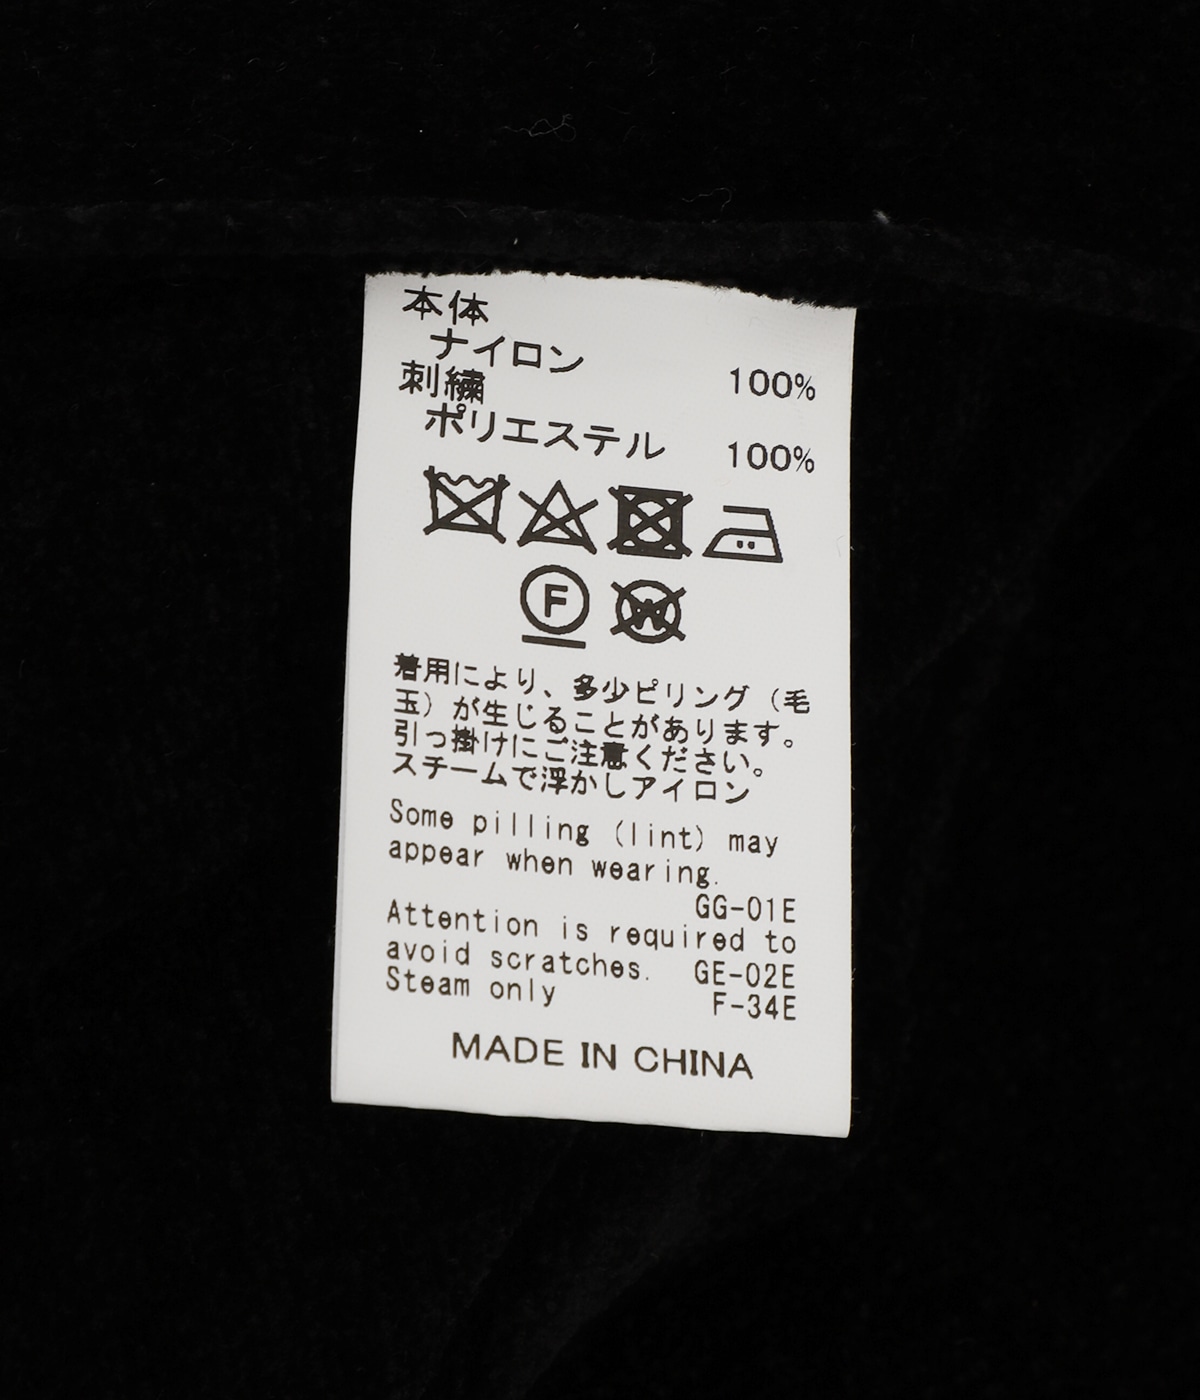 本体
ナイロン 100%
刺繍
ポリエステル 100%
F W
着用により、多少ピリング（毛
玉）が生じることがあります。
引っ掛けにご注意ください。
スチームで浮かしアイロン
Some pilling (lint) may
appear when wearing.
GG-01E
Attention is required to
avoid scratches. GE-02E
Steam only F-34E
MADE IN CHINA